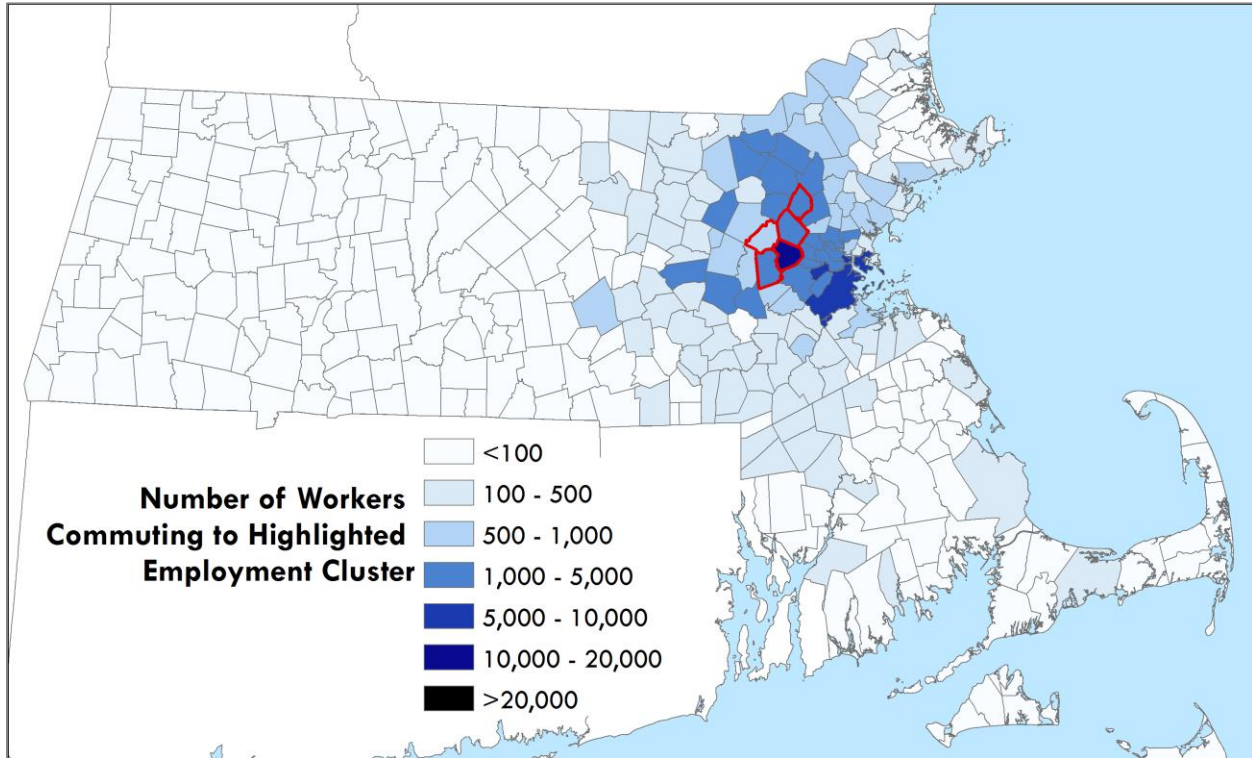 Number of Workers
Commuting to Highlighted
Employment Cluster
<100
100 - 500
500 - 1,000
1,000 - 5,000
5,000 - 10,000
10,000 - 20,000
>20,000